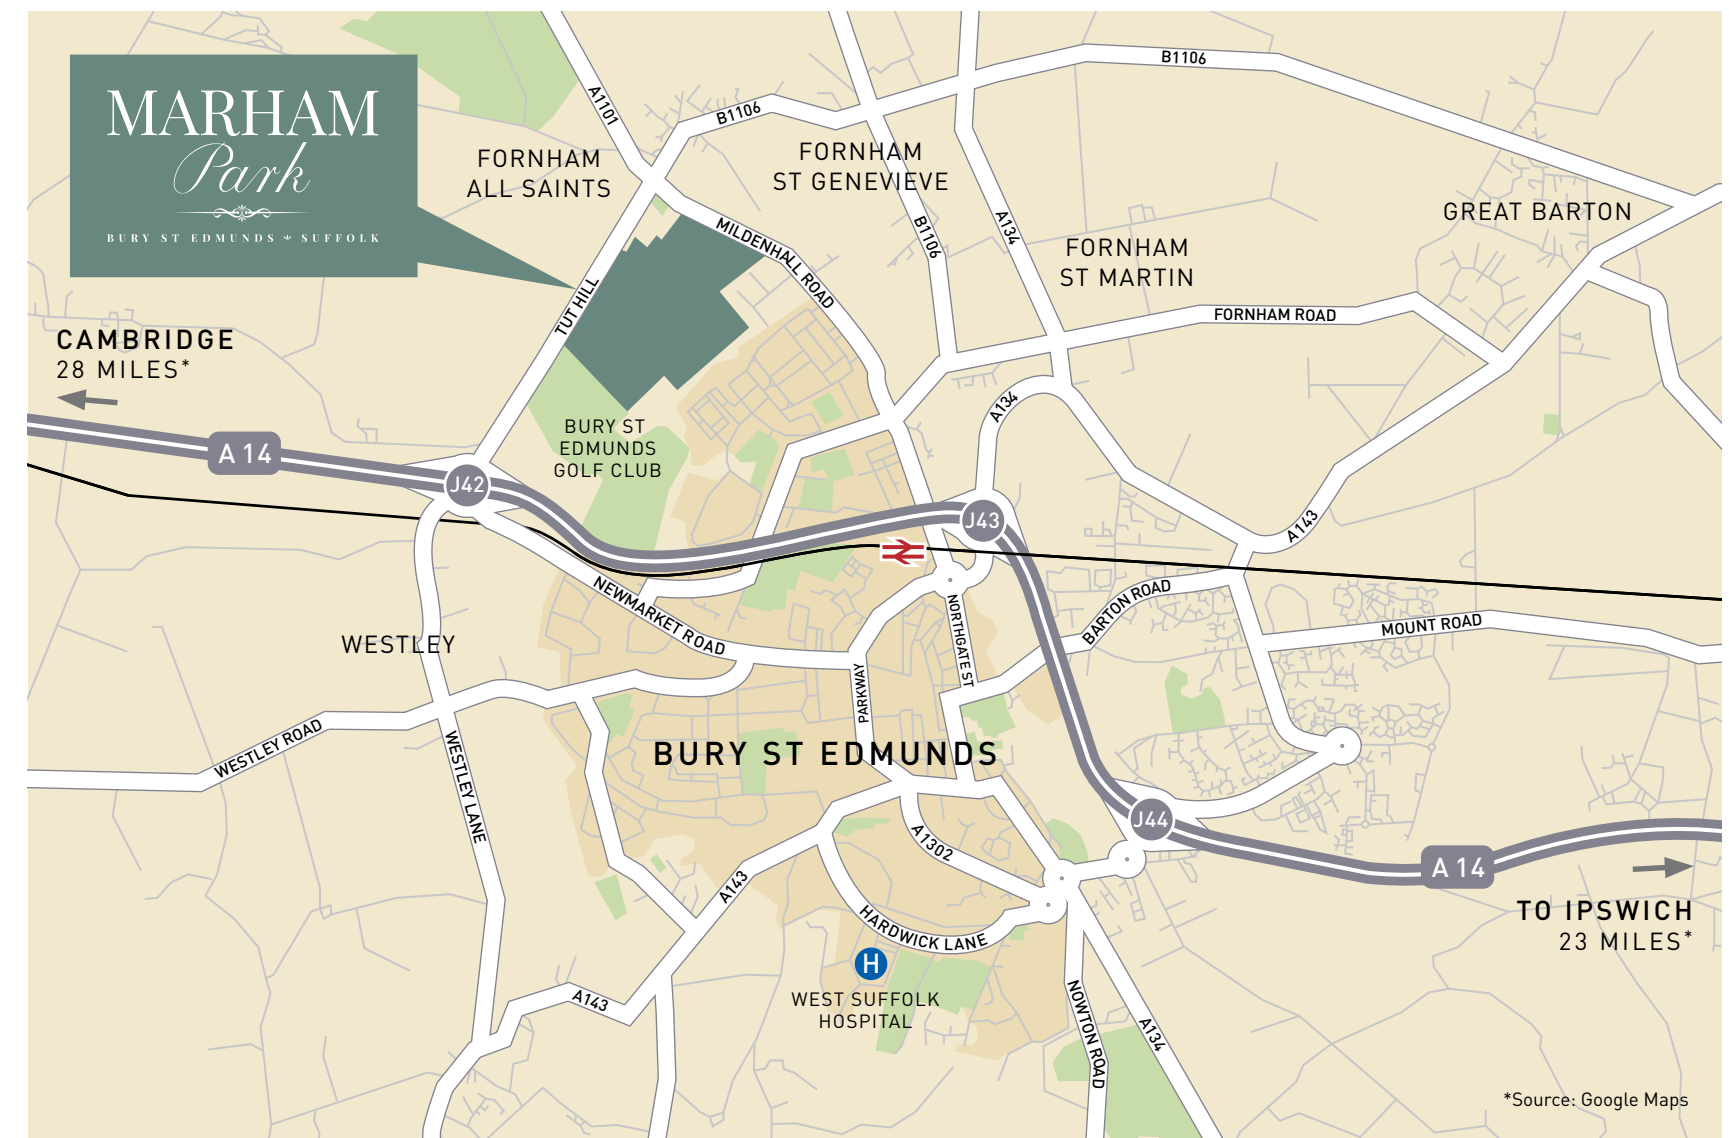 MARHAM
Park
BURY ST EDMUNDS SUFFOLK
A1101
B1106
B1106
FORNHAM
ALL SAINTS
FORNHAM
ST GENEVIEVE
GREAT BARTON
MILDENHALL ROAD
B1106
A134
FORNHAM
ST MARTIN
TUT HILL
FORNHAM ROAD
CAMBRIDGE
28 MILES*
A134
BURY ST
EDMUNDS
GOLF CLUB
A 14
J42
J43
A143
NEWMARKET ROAD
NORTHGATE ST
BARTON ROAD
MOUNT ROAD
WESTLEY
PARKWAY
WESTLEY ROAD
WESTLEY LANE
BURY ST EDMUNDS
J44
A1302
A 14
A143
HARDWICK LANE
TO IPSWICH
23 MILES*
H
WEST SUFFOLK
HOSPITAL
A143
NOWTON ROAD
A134
*Source: Google Maps